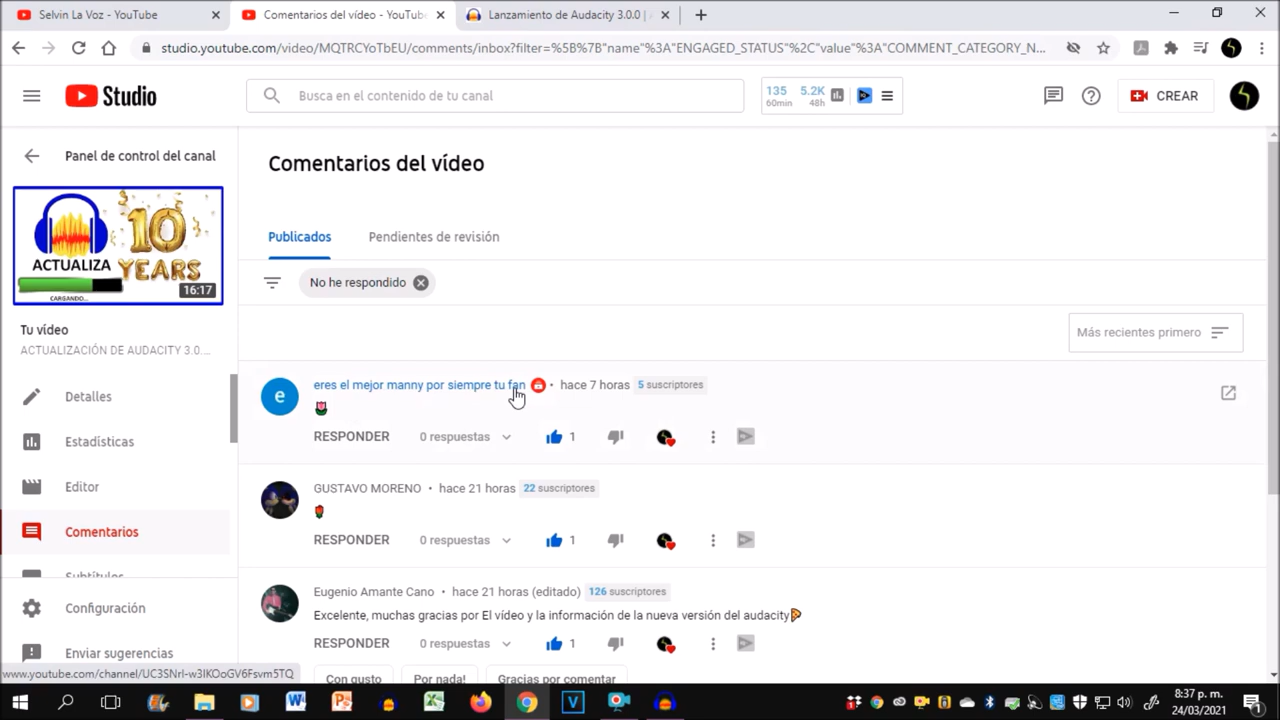 Selvin La Voz - YouTube
Comentarios del vídeo - YouTube
Lanzamiento de Audacity 3.0.0 |
studio.youtube.com/video/MQTRCYoTbEU/comments/inbox?filter=%5B%7B"name"%3A"ENGAGED_STATUS"%2C"value"%3A"COMMENT_CATEGORY_N...
Studio
Busca en el contenido de tu canal
135 5.2K
60min 48h
CREAR
Panel de control del canal
10
YEARS
ACTUALIZA
CARGANDO...
16:17
Tu vídeo
ACTUALIZACIÓN DE AUDACITY 3.0....
Detalles
Estadísticas
Editor
Comentarios
Subtítulos
Configuración
Enviar sugerencias
Comentarios del vídeo
Publicados
Pendientes de revisión
No he respondido
Más recientes primero
e
eres el mejor manny por siempre tu fan • hace 7 horas 5 suscriptores
RESPONDER 0 respuestas 1
GUSTAVO MORENO • hace 21 horas 22 suscriptores
RESPONDER 0 respuestas 1
Eugenio Amante Cano • hace 21 horas (editado) 126 suscriptores
Excelente, muchas gracias por El vídeo y la información de la nueva versión del audacity
RESPONDER 0 respuestas 1
Con gusto Por nada! Gracias por comentar
www.youtube.com/channel/UC3SNrI-w3IKOoGV6Fsvm5TQ
8:37 p. m.
24/03/2021